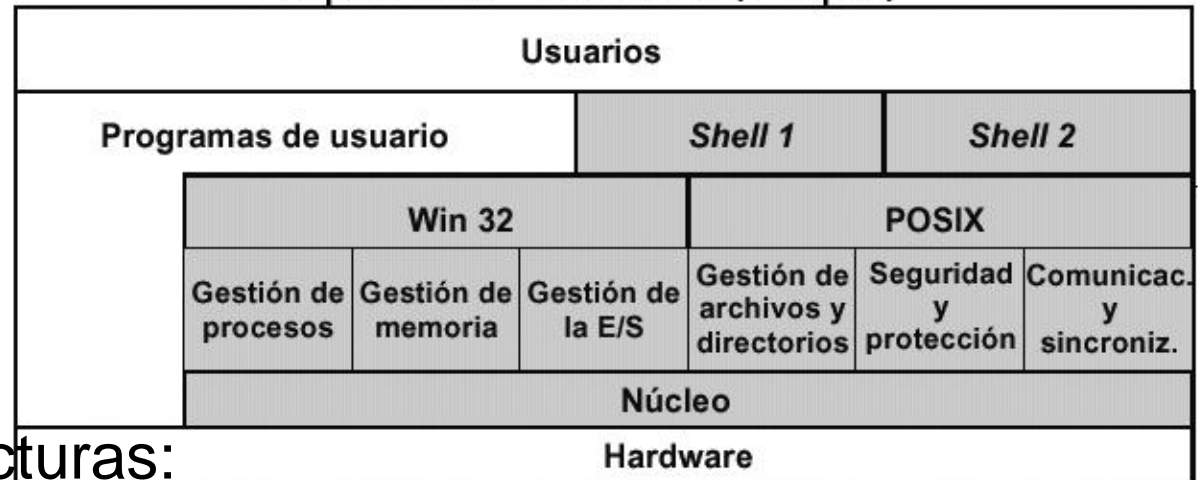 Usuarios
Programas de usuario
Shell 1
Shell 2
Win 32
POSIX
Gestión de
procesos
Gestión de
memoria
Gestión de
la E/S
Gestión de
archivos y
directorios
Seguridad
y
protección
Comunicac.
y
sincroniz.
Núcleo
Hardware
cturas: